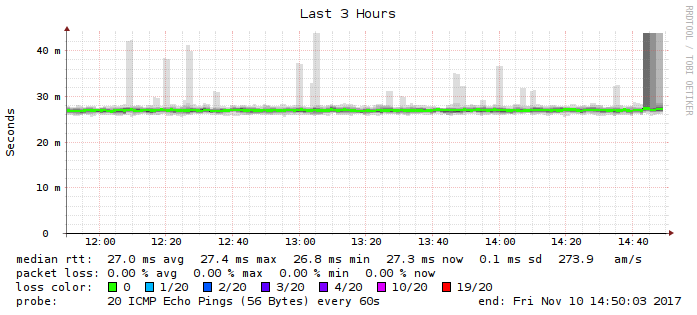 Last 3 Hours
RRDTOOL / TOBI OETIKER
Seconds
40 m
30 m
20 m
10 m
0
12:00 12:20 12:40 13:00 13:20 13:40 14:00 14:20 14:40
median rtt: 27.0 ms avg 27.4 ms max 26.8 ms min 27.3 ms now 0.1 ms sd 273.9 am/s
packet loss: 0.00 % avg 0.00 % max 0.00 % min 0.00 % now
loss color: 0 1/20 2/20 3/20 4/20 10/20 19/20
probe: 20 ICMP Echo Pings (56 Bytes) every 60s end: Fri Nov 10 14:50:03 2017